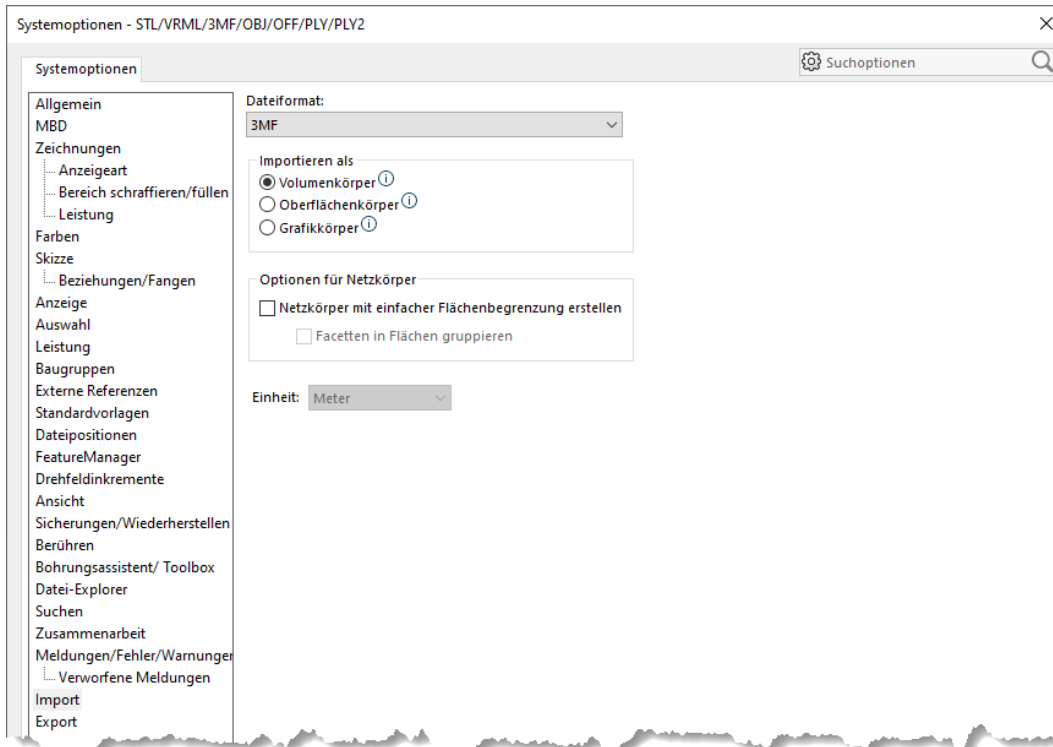 Systemoptionen - STL/VRML/3MF/OBJ/OFF/PLY/PLY2
Systemoptionen
Suchoptionen
Allgemein
MBD
Zeichnungen
Anzeigeart
Bereich schraffieren/füllen
Leistung
Farben
Skizze
Beziehungen/Fangen
Anzeige
Auswahl
Leistung
Baugruppen
Externe Referenzen
Standardvorlagen
Dateipositionen
FeatureManager
Drehfeldinkremente
Ansicht
Sicherungen/Wiederherstellen
Berühren
Bohrungsassistent/ Toolbox
Datei-Explorer
Suchen
Zusammenarbeit
Meldungen/Fehler/Warnungen
Verworfene Meldungen
Import
Export
Dateiformat:
3MF
Importieren als
Volumenkörper
Oberflächenkörper
Grafikkörper
Optionen für Netzkörper
Netzkörper mit einfacher Flächenbegrenzung erstellen
Facetten in Flächen gruppieren
Einheit: Meter